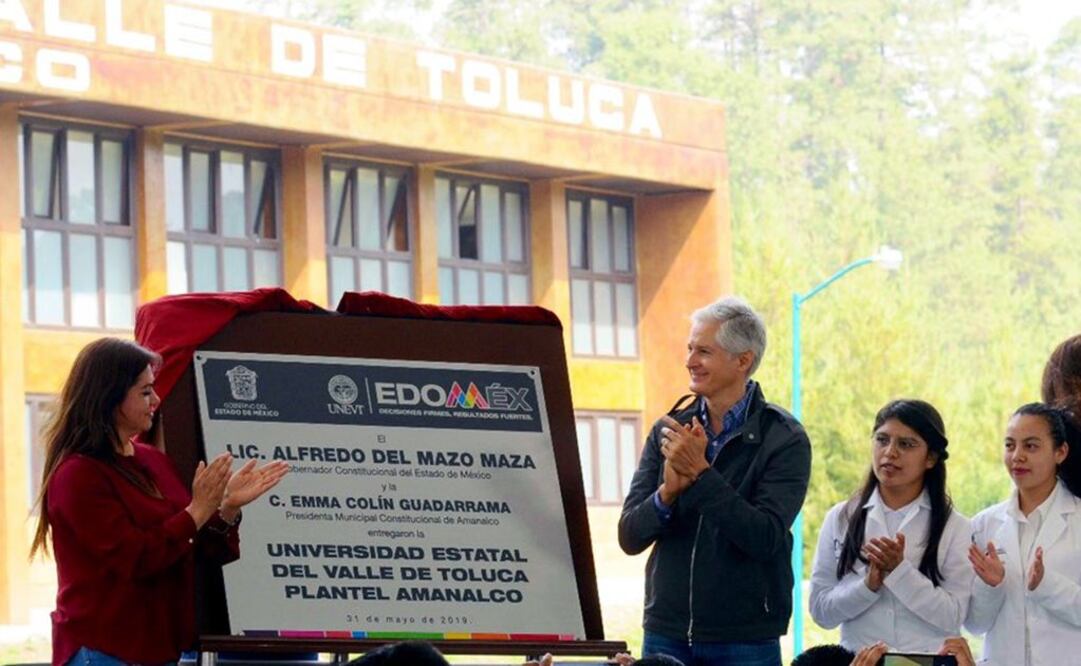 ALLE DE TOLUCA
CO
GOBIERNO DEL
ESTADO DE MÉXICO
UNEVT
EDOMÉX
DECISIONES FIRMES, RESULTADOS FUERTES.
El
LIC. ALFREDO DEL MAZO MAZA
Gobernador Constitucional del Estado de México
y la
C. EMMA COLÍN GUADARRAMA
Presidenta Municipal Constitucional de Amanalco
entregaron la
UNIVERSIDAD ESTATAL
DEL VALLE DE TOLUCA
PLANTEL AMANALCO
31 de mayo de 2019.